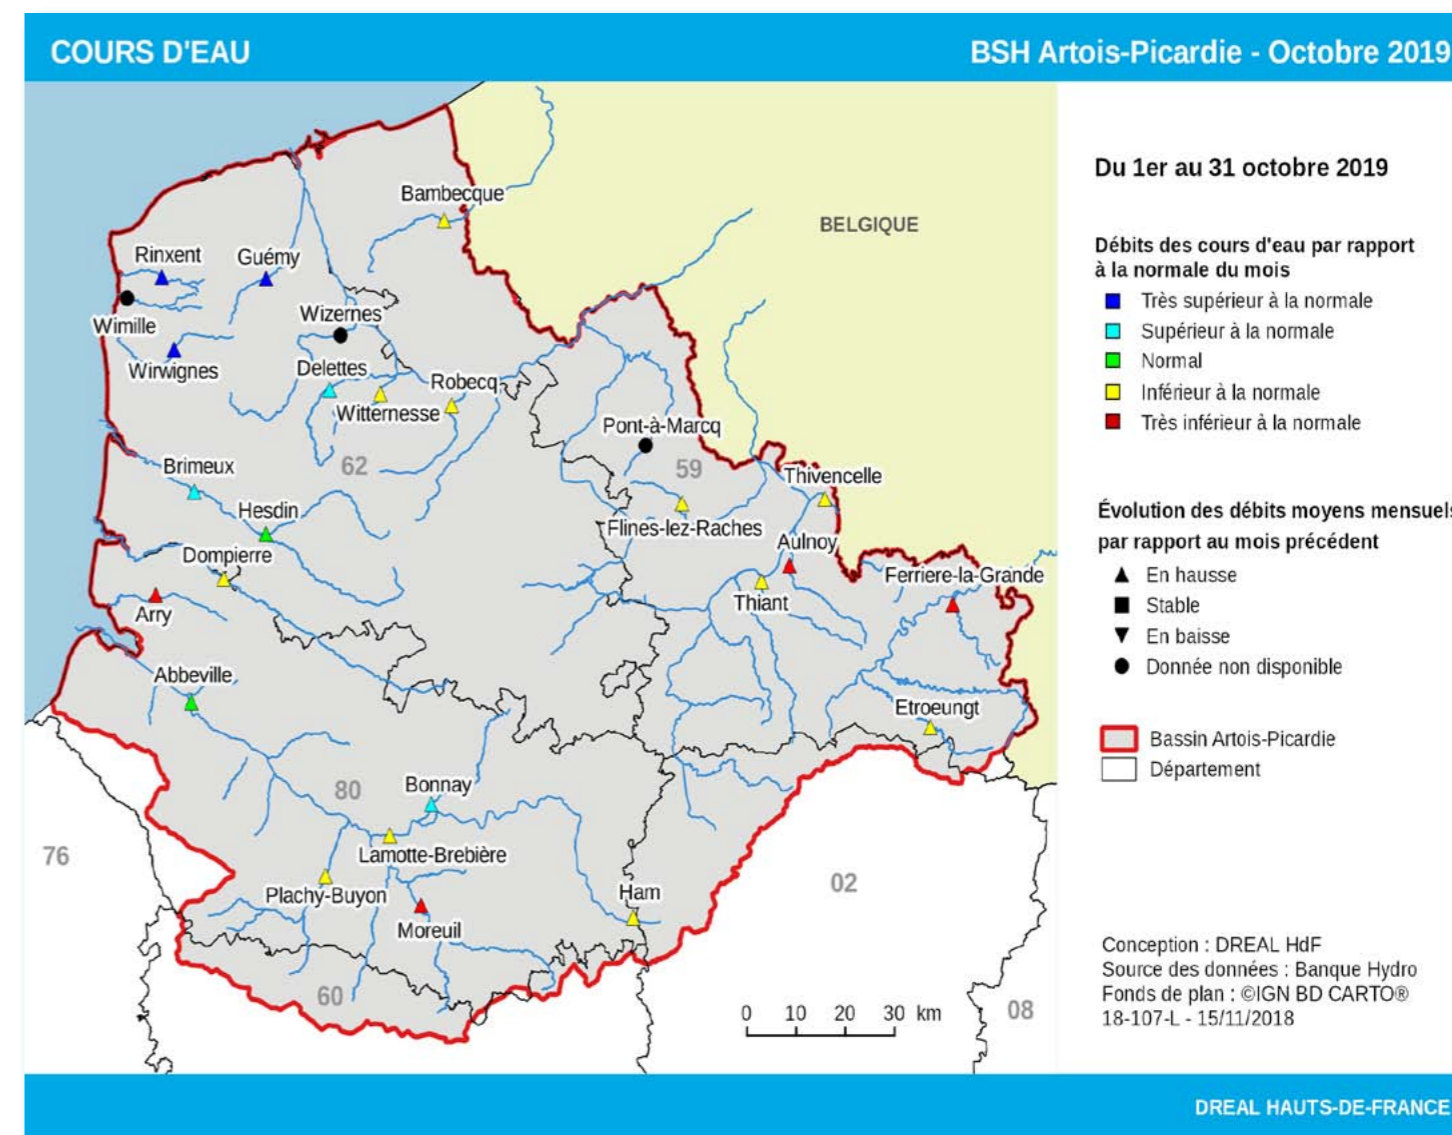 COURS D'EAU
BSH Artois-Picardie - Octobre 2019
Du 1er au 31 octobre 2019
Débits des cours d'eau par rapport
à la normale du mois
Très supérieur à la normale
Supérieur à la normale
Normal
Inférieur à la normale
Très inférieur à la normale
Évolution des débits moyens mensuels
par rapport au mois précédent
En hausse
Stable
En baisse
Donnée non disponible
Bassin Artois-Picardie
Département
Conception : DREAL HdF
Source des données : Banque Hydro
Fonds de plan : ©IGN BD CARTO®
18-107-L - 15/11/2018
BELGIQUE
Bambecque
Rinxent
Guémy
Wimille
Wizernes
Wirwignes
Delettes
Robecq
Witternesse
Pont-à-Marcq
62
59
Brimeux
Thivencelle
Hesdin
Flines-lez-Raches
Aulnoy
Dompierre
Ferriere-la-Grande
Arry
Thiant
Abbeville
Etroeungt
Bonnay
80
Lamotte-Brebière
76
02
Plachy-Buyon
Ham
Moreuil
60
08
0 10 20 30 km
DREAL HAUTS-DE-FRANCE